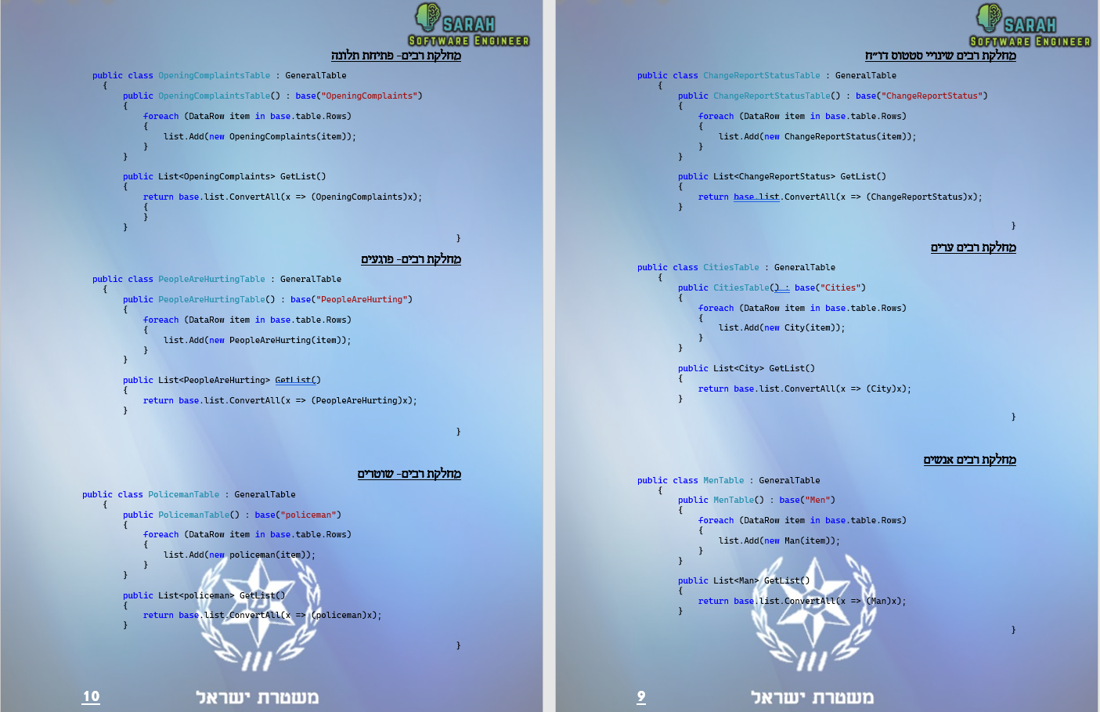 SARAH
SOFTWARE ENGINEER
מחלקת רבים- פתיחת תלונה
public class OpeningComplaintsTable : GeneralTable
{
public OpeningComplaintsTable() : base("OpeningComplaints")
{
foreach (DataRow item in base.table.Rows)
{
list.Add(new OpeningComplaints(item));
}
}
public List<OpeningComplaints> GetList()
{
return base.list.ConvertAll(x => (OpeningComplaints)x);
{
}
}
}
מחלקת רבים- פוגעים
public class PeopleAreHurtingTable : GeneralTable
{
public PeopleAreHurtingTable() : base("PeopleAreHurting")
{
foreach (DataRow item in base.table.Rows)
{
list.Add(new PeopleAreHurting(item));
}
}
public List<PeopleAreHurting> GetList()
{
return base.list.ConvertAll(x => (PeopleAreHurting)x);
}
}
מחלקת רבים- שוטרים
public class PolicemanTable : GeneralTable
{
public PolicemanTable() : base("policeman")
{
foreach (DataRow item in base.table.Rows)
{
list.Add(new policeman(item));
}
}
public List<policeman> GetList()
{
return base.list.ConvertAll(x => (policeman)x);
}
}
משטרת ישראל
10
SARAH
SOFTWARE ENGINEER
מחלקת רבים שינויי סטטוס דו"ח
public class ChangeReportStatusTable : GeneralTable
{
public ChangeReportStatusTable() : base("ChangeReportStatus")
{
foreach (DataRow item in base.table.Rows)
{
list.Add(new ChangeReportStatus(item));
}
}
public List<ChangeReportStatus> GetList()
{
return base.list.ConvertAll(x => (ChangeReportStatus)x);
}
}
מחלקת רבים ערים
public class CitiesTable : GeneralTable
{
public CitiesTable() : base("Cities")
{
foreach (DataRow item in base.table.Rows)
{
list.Add(new City(item));
}
}
public List<City> GetList()
{
return base.list.ConvertAll(x => (City)x);
}
}
מחלקת רבים אנשים
public class MenTable : GeneralTable
{
public MenTable() : base("Men")
{
foreach (DataRow item in base.table.Rows)
{
list.Add(new Man(item));
}
}
public List<Man> GetList()
{
return base.list.ConvertAll(x => (Man)x);
}
}
משטרת ישראל
9